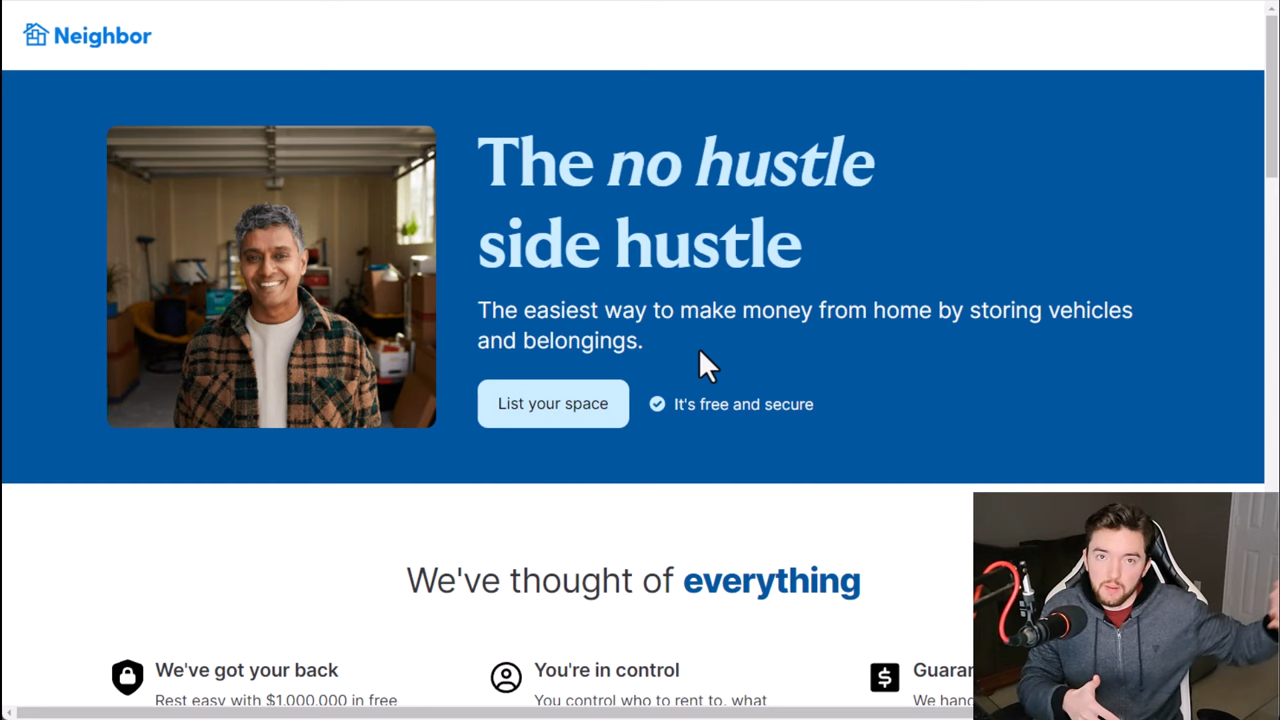 Neighbor
The no hustle
side hustle
The easiest way to make money from home by storing vehicles
and belongings.
List your space
It's free and secure
We've thought of everything
We've got your back
Rest easy with $1,000,000 in free
You're in control
You control who to rent to, what